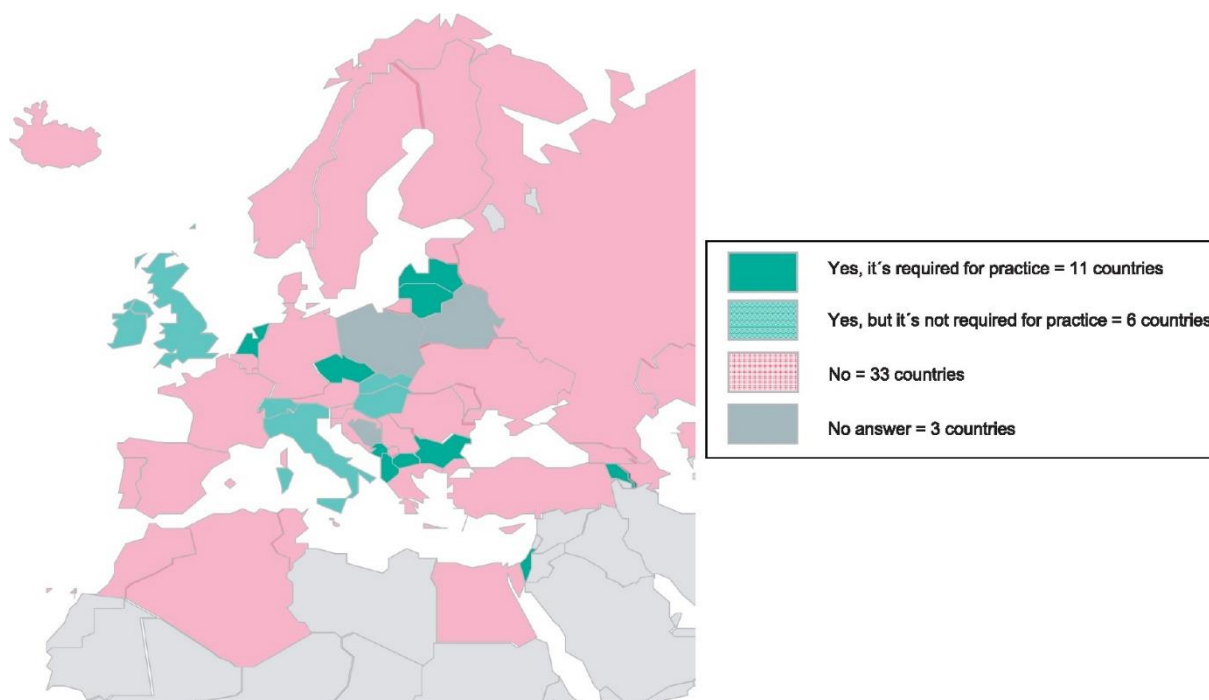 Yes, it´s required for practice = 11 countries
Yes, but it´s not required for practice = 6 countries
No = 33 countries
No answer = 3 countries